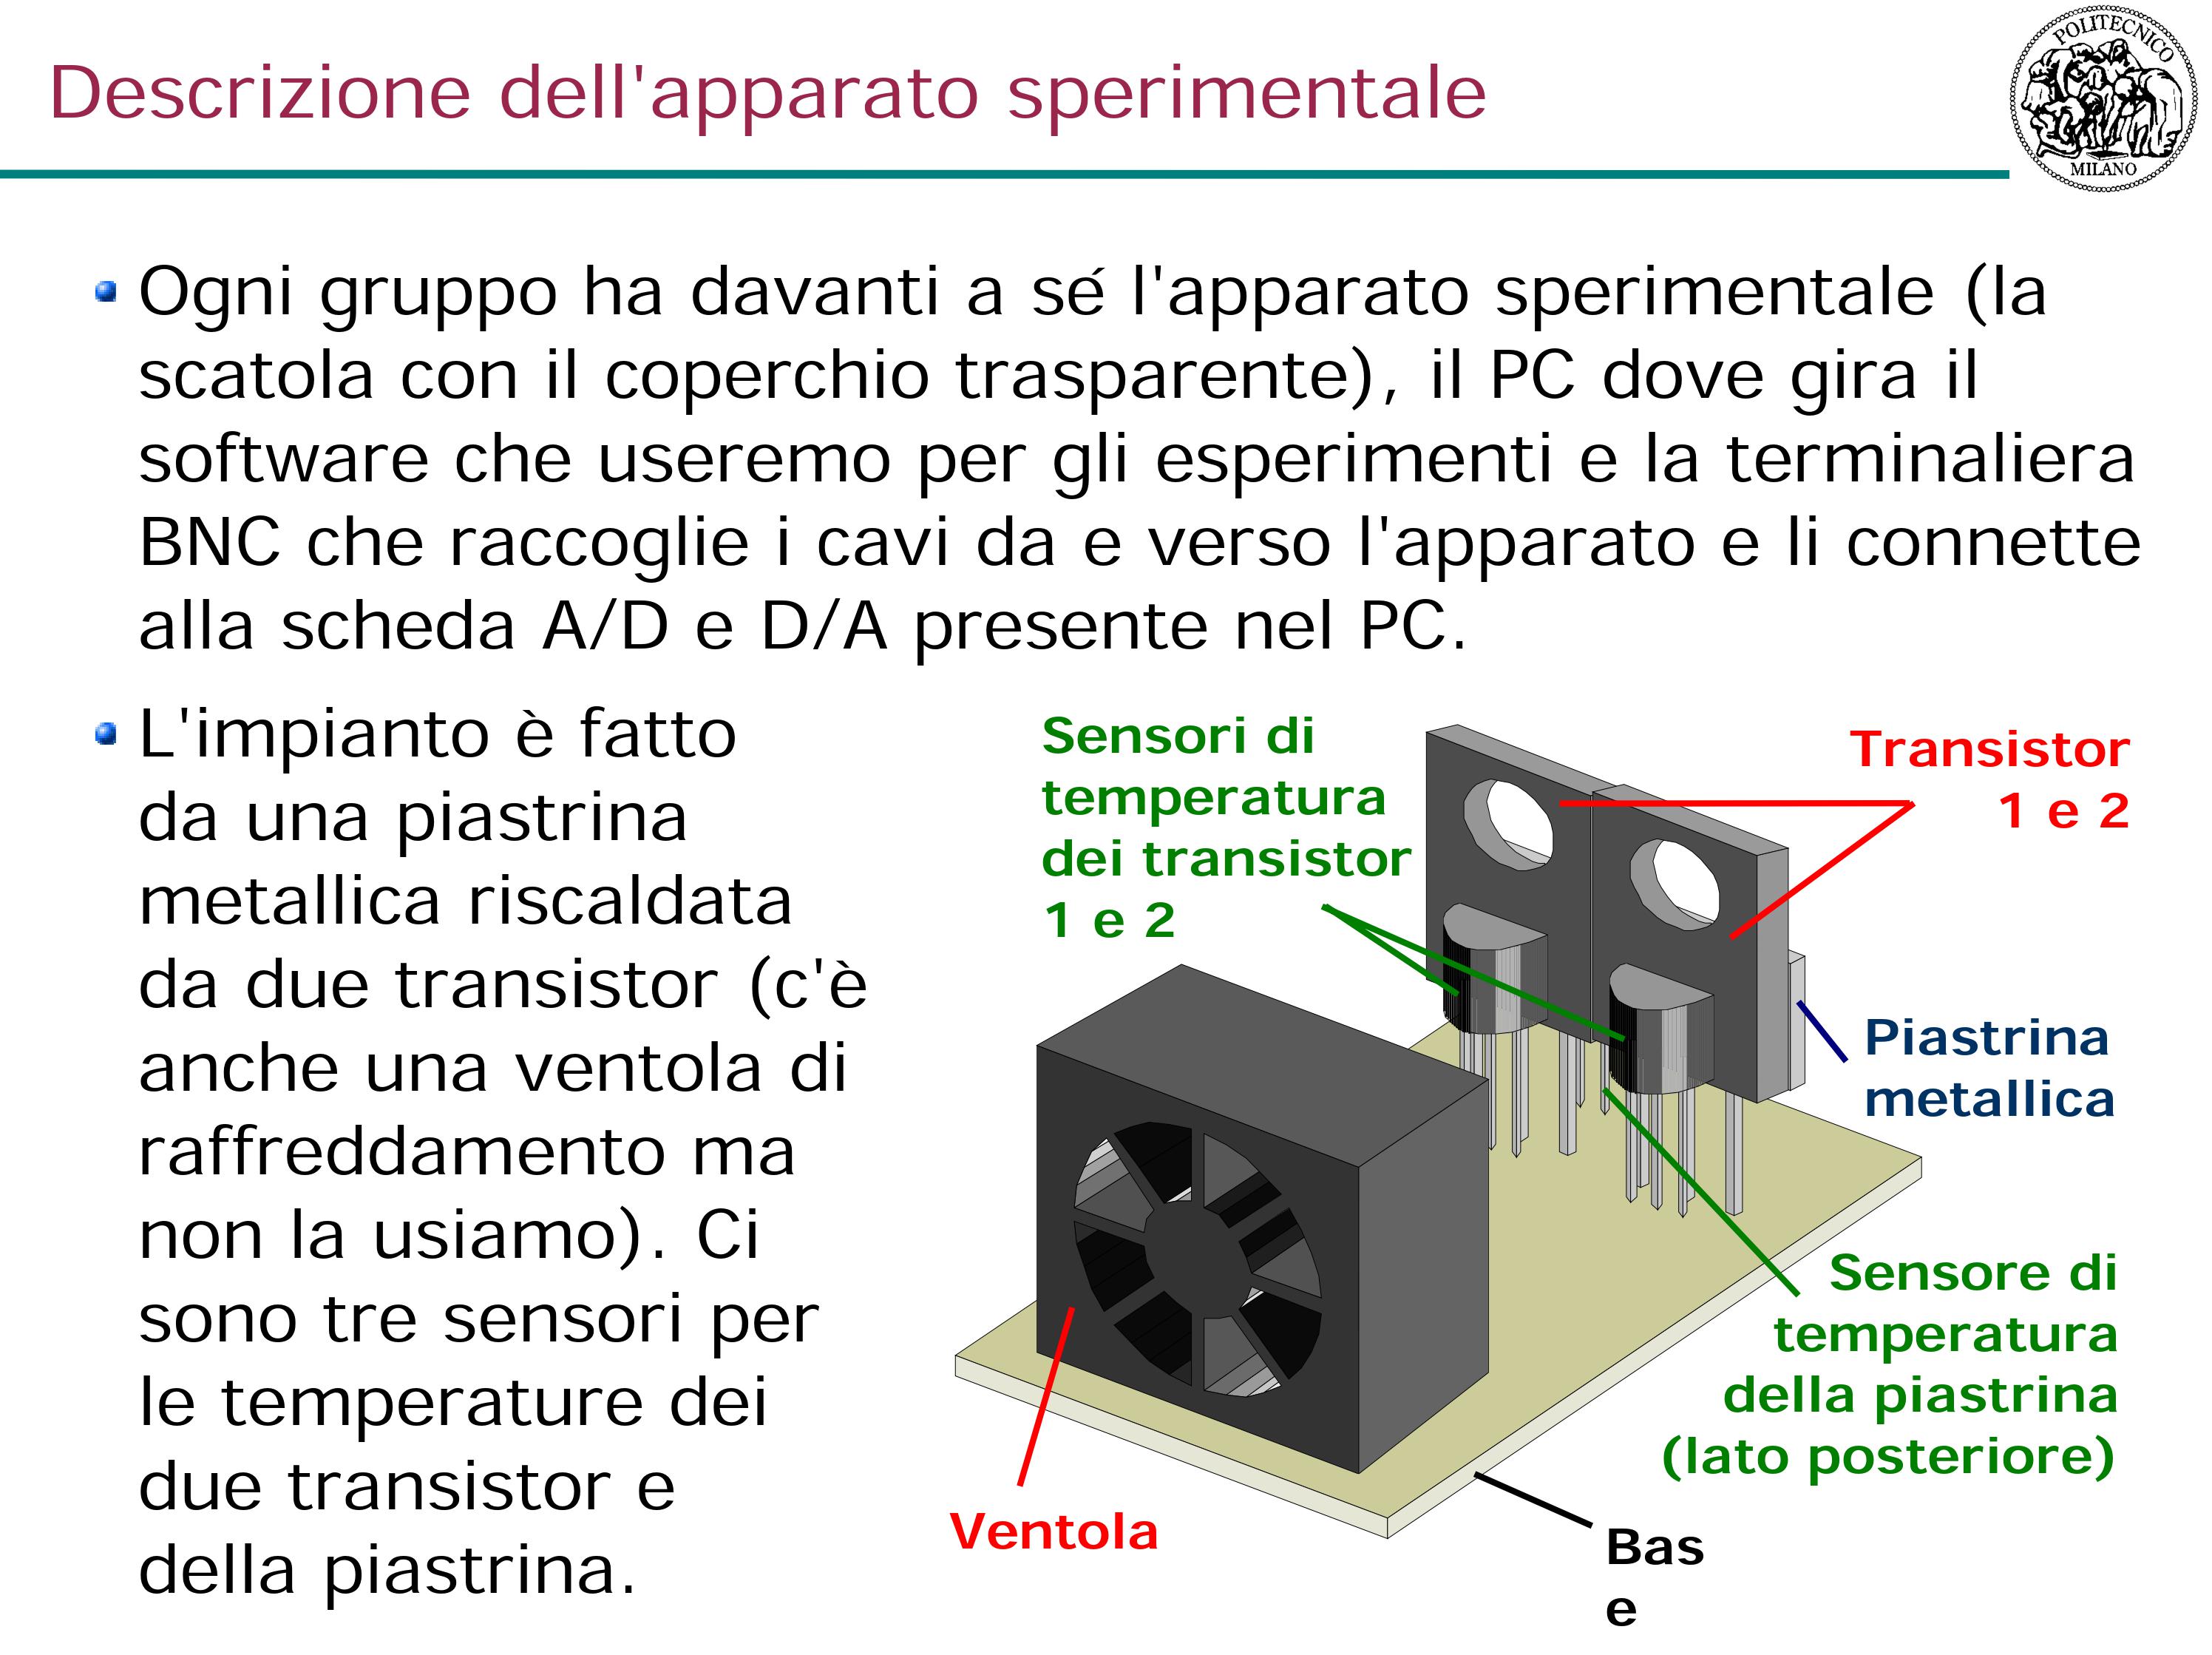 Descrizione dell'apparato sperimentale
POLITECNICO
MILANO
Ogni gruppo ha davanti a sé l'apparato sperimentale (la
scatola con il coperchio trasparente), il PC dove gira il
software che useremo per gli esperimenti e la terminaliera
BNC che raccoglie i cavi da e verso l'apparato e li connette
alla scheda A/D e D/A presente nel PC.
L'impianto è fatto
da una piastrina
metallica riscaldata
da due transistor (c'è
anche una ventola di
raffreddamento ma
non la usiamo). Ci
sono tre sensori per
le temperature dei
due transistor e
della piastrina.
Sensori di
temperatura
dei transistor
1 e 2
Transistor
1 e 2
Piastrina
metallica
Sensore di
temperatura
della piastrina
(lato posteriore)
Ventola
Bas
e